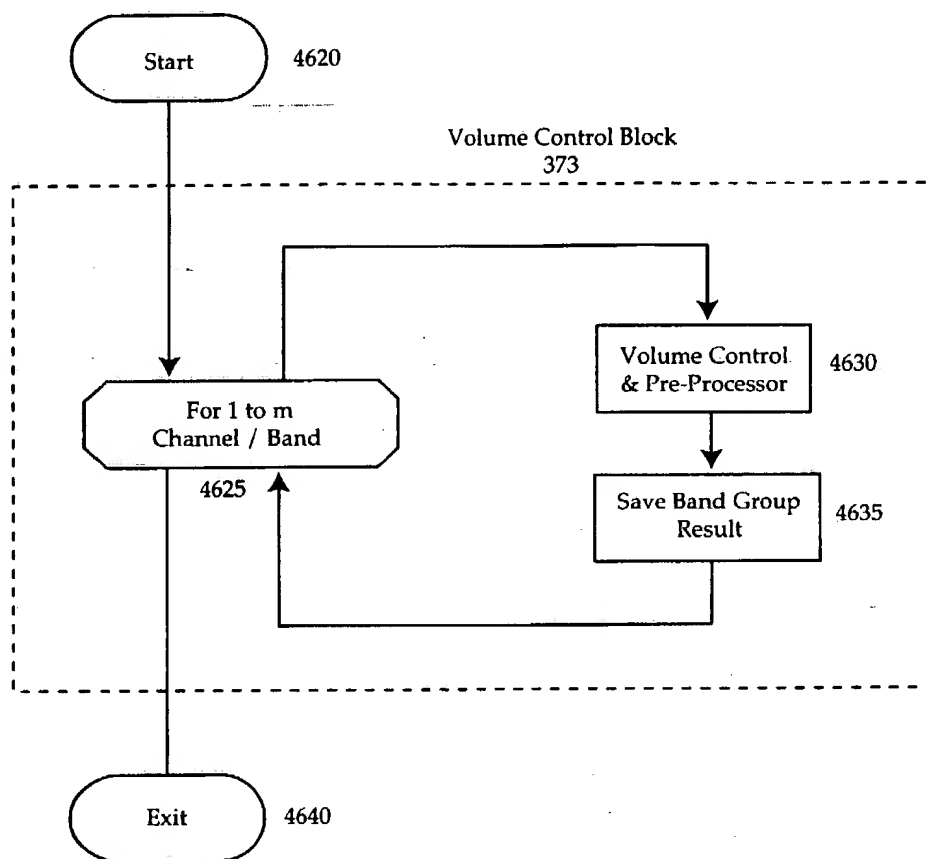 Start
4620
Volume Control Block
373
Volume Control
& Pre-Processor
4630
For 1 to m
Channel / Band
4625
Save Band Group
Result
4635
Exit
4640